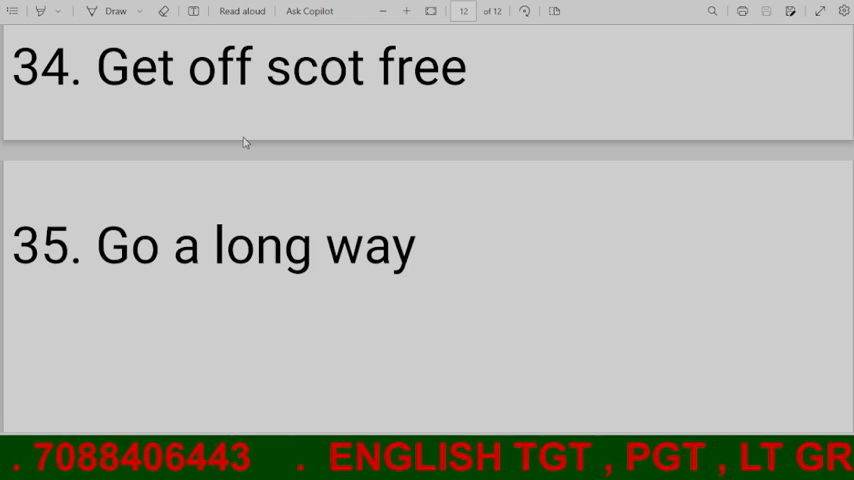 Draw
Read aloud
Ask Copilot
12
of 12
34. Get off scot free
35. Go a long way
. 7088406443 . ENGLISH TGT , PGT , LT GR